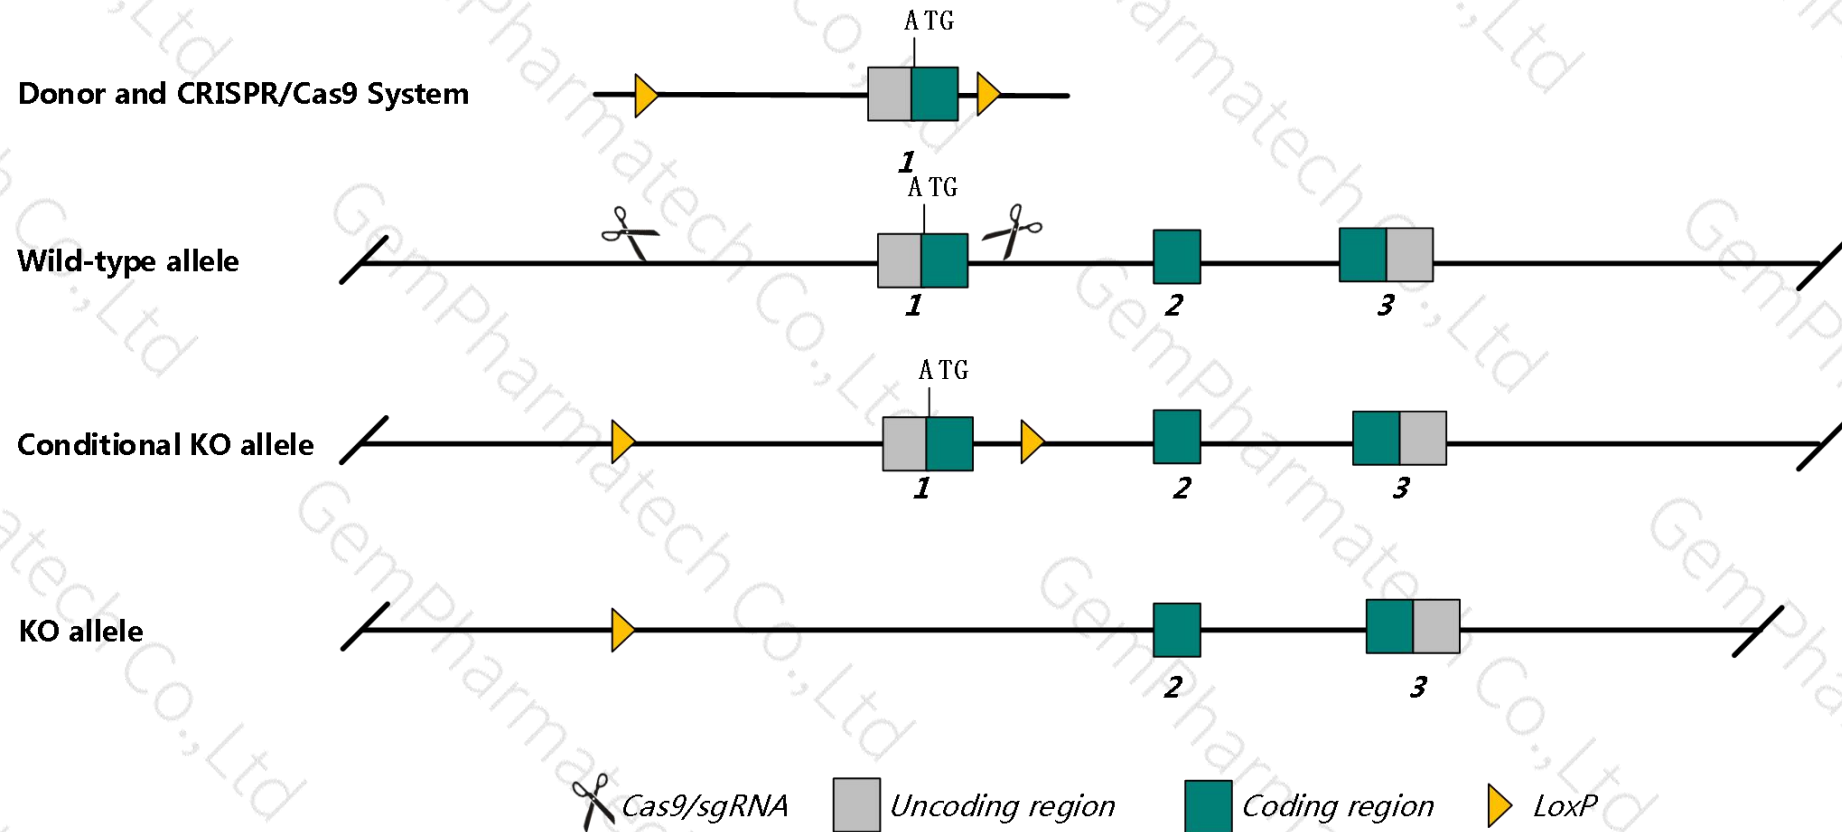 ATG
Donor and CRISPR/Cas9 System
1
ATG
Wild-type allele
1 2 3
ATG
Conditional KO allele
1 2 3
KO allele
2 3
Cas9/sgRNA Uncoding region Coding region LoxP
GemPharmatech Co.,Ltd